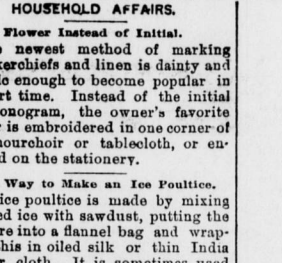 HOUSEHOLD AFFAIRS.
Flower Instead of Initial.
newest method of marking
kerchiefs and linen is dainty and
enough to become popular in
rt time. Instead of the initial
onogram, the owner's favorite
is embroidered in one corner of
mourchoir or tablecloth, or en-
d on the stationery.
Way to Make an Ice Poultice.
ice poultice is made by mixing
ed ice with sawdust, putting the
re into a flannel bag and wrap-
his in oiled silk or thin India
cloth. It is sometimes used